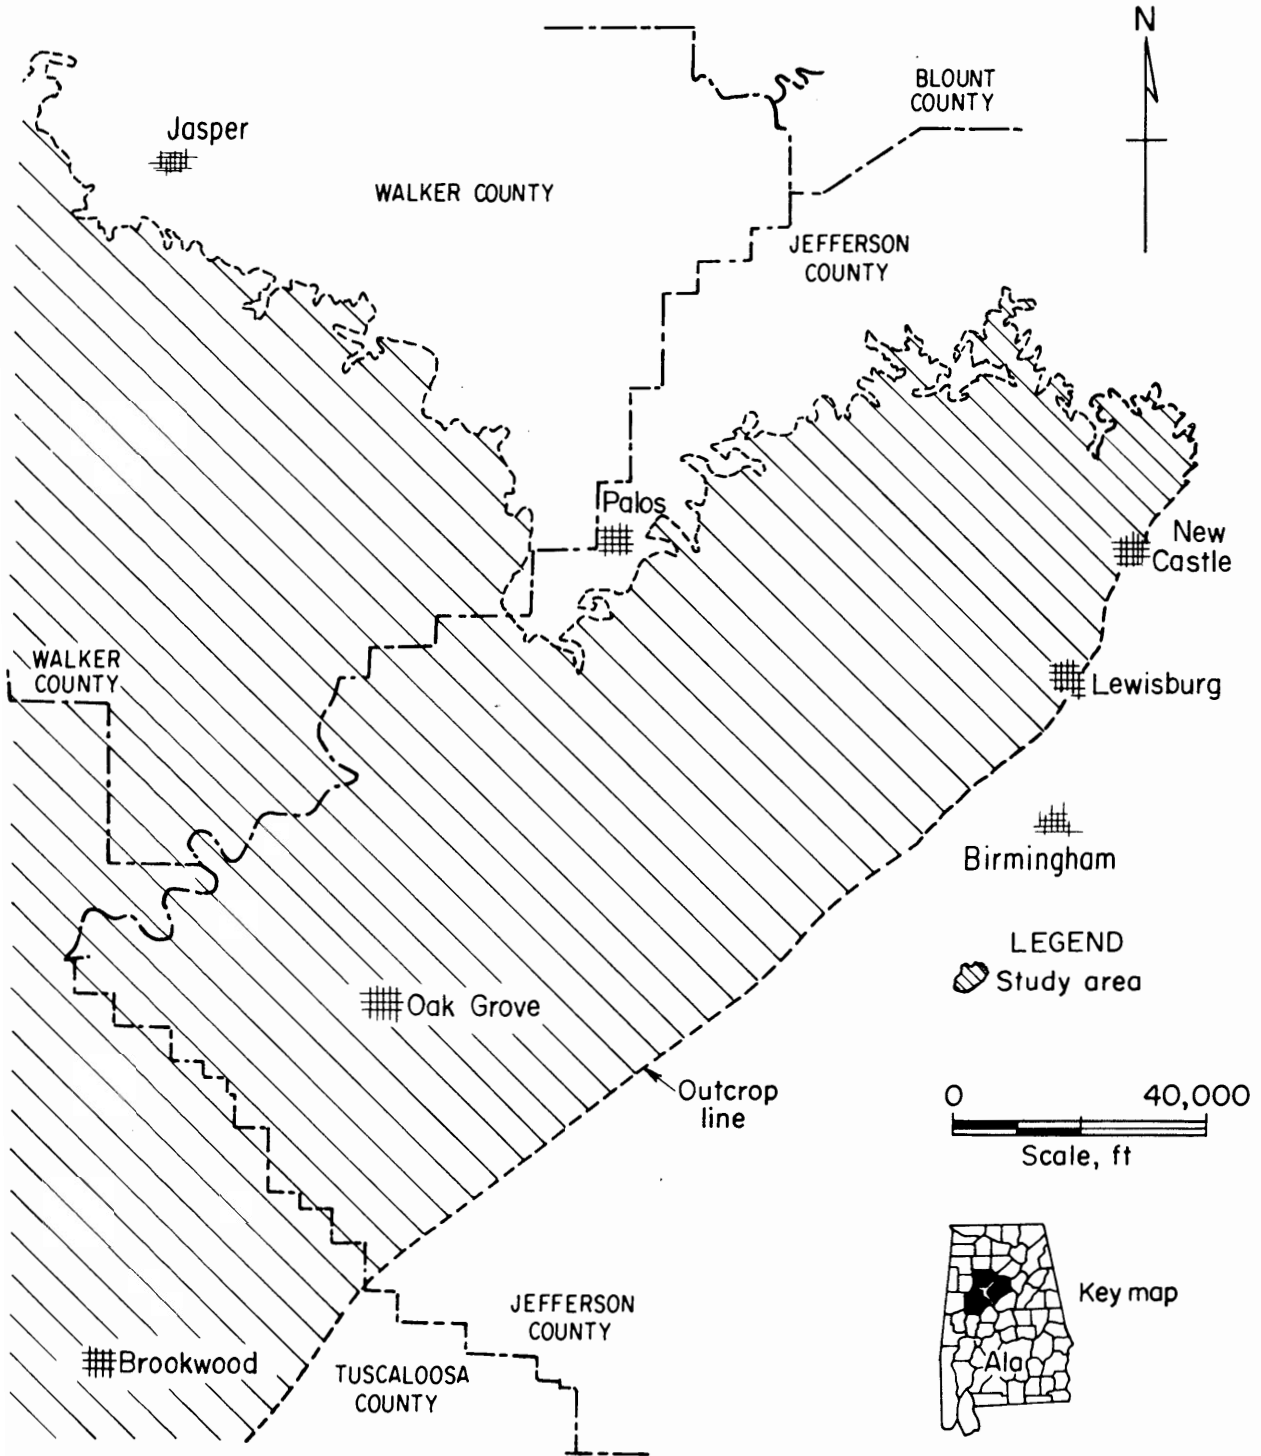 N
BLOUNT
COUNTY
Jasper
WALKER COUNTY
JEFFERSON
COUNTY
Palos
New
Castle
WALKER
COUNTY
Lewisburg
Birmingham
LEGEND
Study area
Oak Grove
Outcrop
line
0 40,000
Scale, ft
Key map
Ala
JEFFERSON
COUNTY
Brookwood
TUSCALOOSA
COUNTY